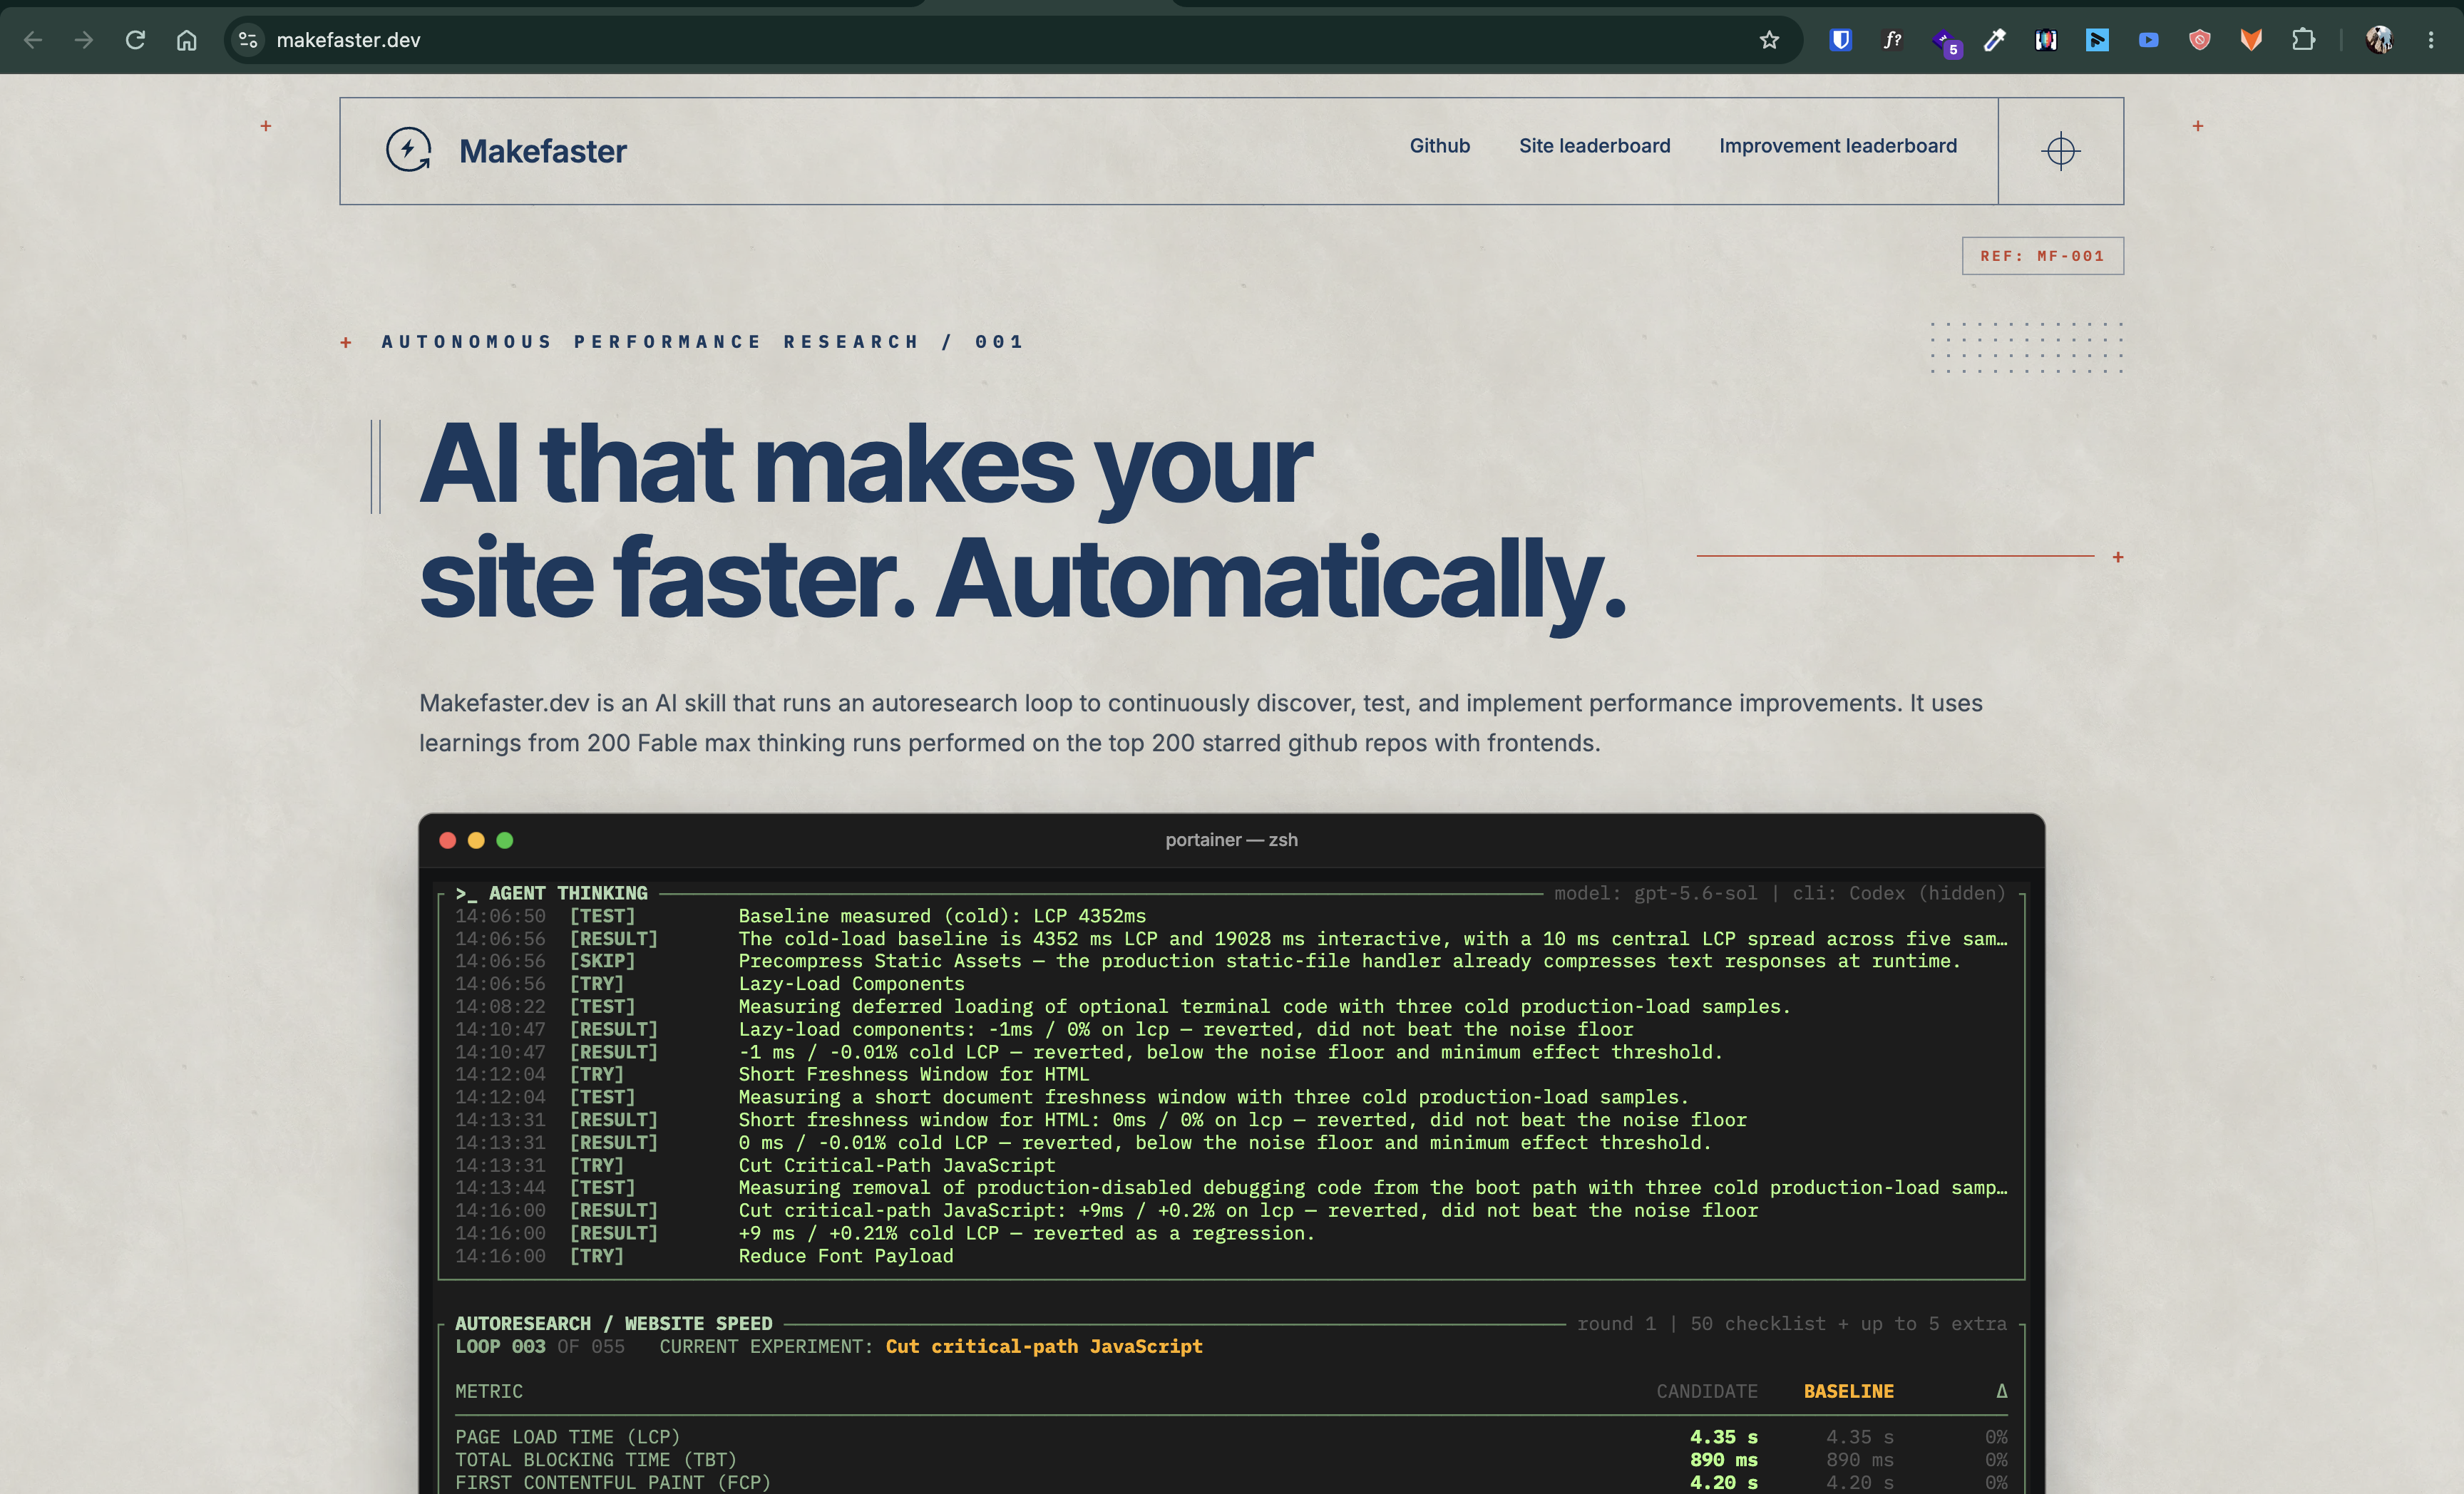 makefaster.dev
f?
5
Makefaster
Github
Site leaderboard
Improvement leaderboard
REF: MF-001
+ AUTONOMOUS PERFORMANCE RESEARCH / 001
AI that makes your
site faster. Automatically.
Makefaster.dev is an AI skill that runs an autoresearch loop to continuously discover, test, and implement performance improvements. It uses
learnings from 200 Fable max thinking runs performed on the top 200 starred github repos with frontends.
portainer — zsh
>_ AGENT THINKING model: gpt-5.6-sol | cli: Codex (hidden)
14:06:50 [TEST] Baseline measured (cold): LCP 4352ms
14:06:56 [RESULT] The cold-load baseline is 4352 ms LCP and 19028 ms interactive, with a 10 ms central LCP spread across five sam…
14:06:56 [SKIP] Precompress Static Assets — the production static-file handler already compresses text responses at runtime.
14:06:56 [TRY] Lazy-Load Components
14:08:22 [TEST] Measuring deferred loading of optional terminal code with three cold production-load samples.
14:10:47 [RESULT] Lazy-load components: -1ms / 0% on lcp — reverted, did not beat the noise floor
14:10:47 [RESULT] -1 ms / -0.01% cold LCP — reverted, below the noise floor and minimum effect threshold.
14:12:04 [TRY] Short Freshness Window for HTML
14:12:04 [TEST] Measuring a short document freshness window with three cold production-load samples.
14:13:31 [RESULT] Short freshness window for HTML: 0ms / 0% on lcp — reverted, did not beat the noise floor
14:13:31 [RESULT] 0 ms / -0.01% cold LCP — reverted, below the noise floor and minimum effect threshold.
14:13:31 [TRY] Cut Critical-Path JavaScript
14:13:44 [TEST] Measuring removal of production-disabled debugging code from the boot path with three cold production-load samp…
14:16:00 [RESULT] Cut critical-path JavaScript: +9ms / +0.2% on lcp — reverted, did not beat the noise floor
14:16:00 [RESULT] +9 ms / +0.21% cold LCP — reverted as a regression.
14:16:00 [TRY] Reduce Font Payload
AUTORESEARCH / WEBSITE SPEED round 1 | 50 checklist + up to 5 extra
LOOP 003 OF 055 CURRENT EXPERIMENT: Cut critical-path JavaScript
METRIC CANDIDATE BASELINE Δ
PAGE LOAD TIME (LCP) 4.35 s 4.35 s 0%
TOTAL BLOCKING TIME (TBT) 890 ms 890 ms 0%
FIRST CONTENTFUL PAINT (FCP) 4.20 s 4.20 s 0%